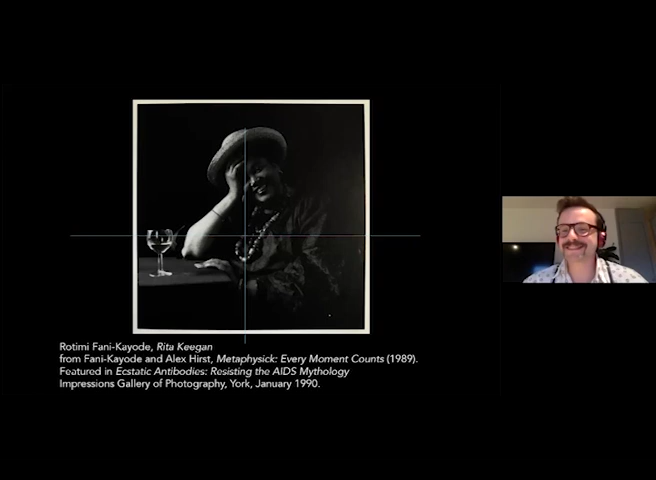 Rotimi Fani-Kayode, Rita Keegan
from Fani-Kayode and Alex Hirst, Metaphysick: Every Moment Counts (1989).
Featured in Ecstatic Antibodies: Resisting the AIDS Mythology
Impressions Gallery of Photography, York, January 1990.